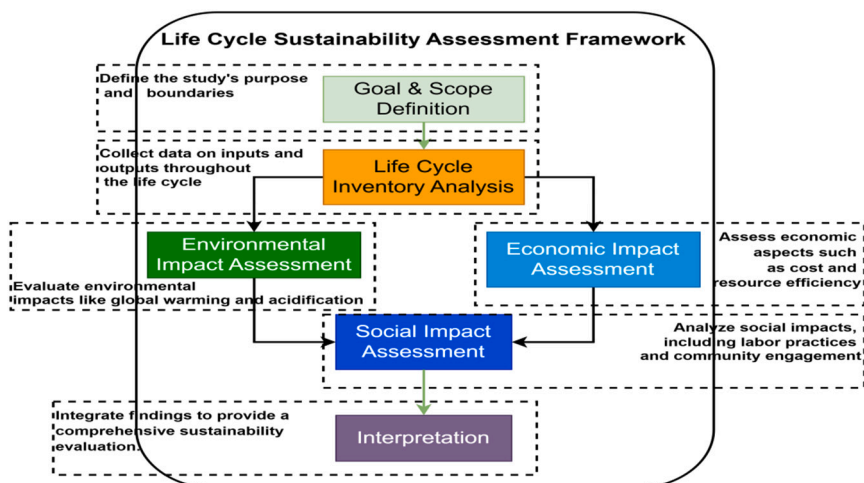 Life Cycle Sustainability Assessment Framework
Define the study's purpose
and boundaries
Goal & Scope
Definition
Collect data on inputs and
outputs throughout
the life cycle
Life Cycle
Inventory Analysis
Environmental
Impact Assessment
Evaluate environmental
impacts like global warming and acidification
Economic Impact
Assessment
Assess economic
aspects such
as cost and
resource efficiency
Social Impact
Assessment
Analyze social impacts,
including labor practices
and community engagement
Integrate findings to provide a
comprehensive sustainability
evaluation.
Interpretation